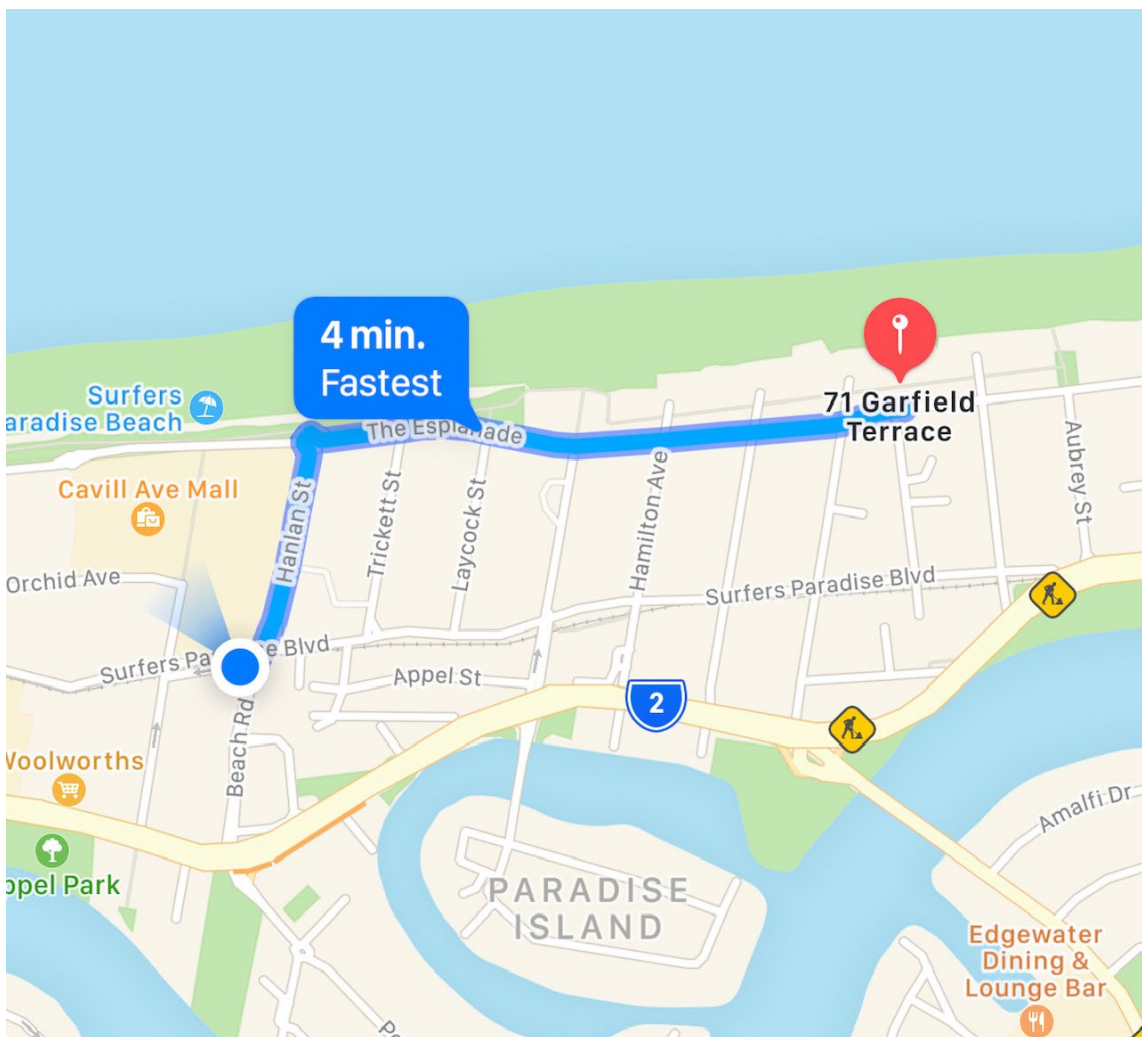 4 min.
Fastest
Surfers
aradise Beach
The Esplanade
71 Garfield
Terrace
Cavill Ave Mall
Hanlan St
Trickett St
Laycock St
Hamilton Ave
Aubrey St
Orchid Ave
Surfers Paradise Blvd
Surfers Pa se Blvd
Appel St
2
Beach Rd
Woolworths
ppel Park
Amalfi Dr
PARADISE
ISLAND
Edgewater
Dining &
Lounge Bar